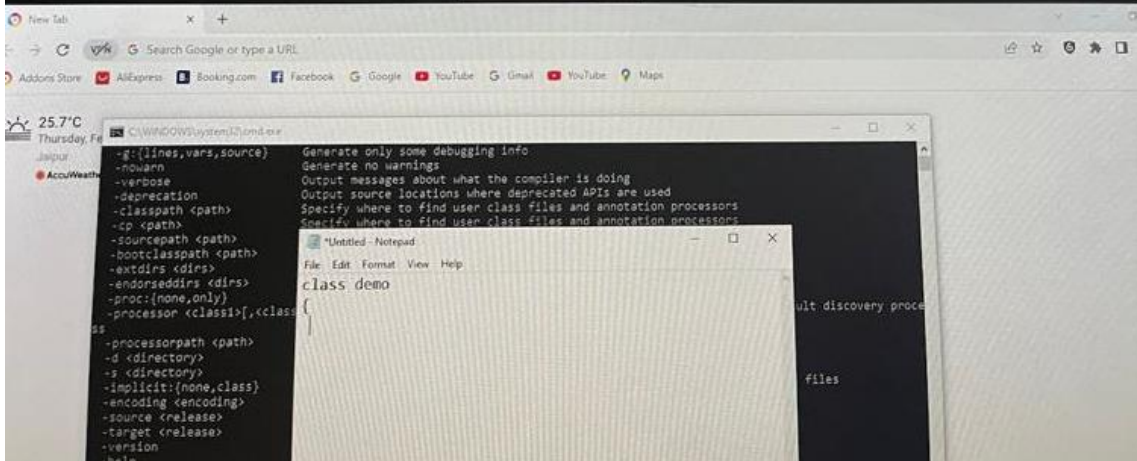 New Tab
Search Google or type a URL
Addons Store AliExpress Booking.com Facebook Google YouTube Gmail YouTube Maps
25.7°C
Thursday, Fe
Jaipur
AccuWeath
C:\WINDOWS\system32\cmd.exe
-g:{lines,vars,source} Generate only some debugging info
-nowarn Generate no warnings
-verbose Output messages about what the compiler is doing
-deprecation Output source locations where deprecated APIs are used
-classpath <path> Specify where to find user class files and annotation processors
-cp <path> Specify where to find user class files and annotation processors
-sourcepath <path>
-bootclasspath <path>
-extdirs <dirs>
-endorseddirs <dirs>
-proc:{none,only}
-processor <class1>[,<class ult discovery proce
ss
-processorpath <path>
-d <directory>
-s <directory>
-implicit:{none,class} files
-encoding <encoding>
-source <release>
-target <release>
-version
-help
*Untitled - Notepad
File Edit Format View Help
class demo
{